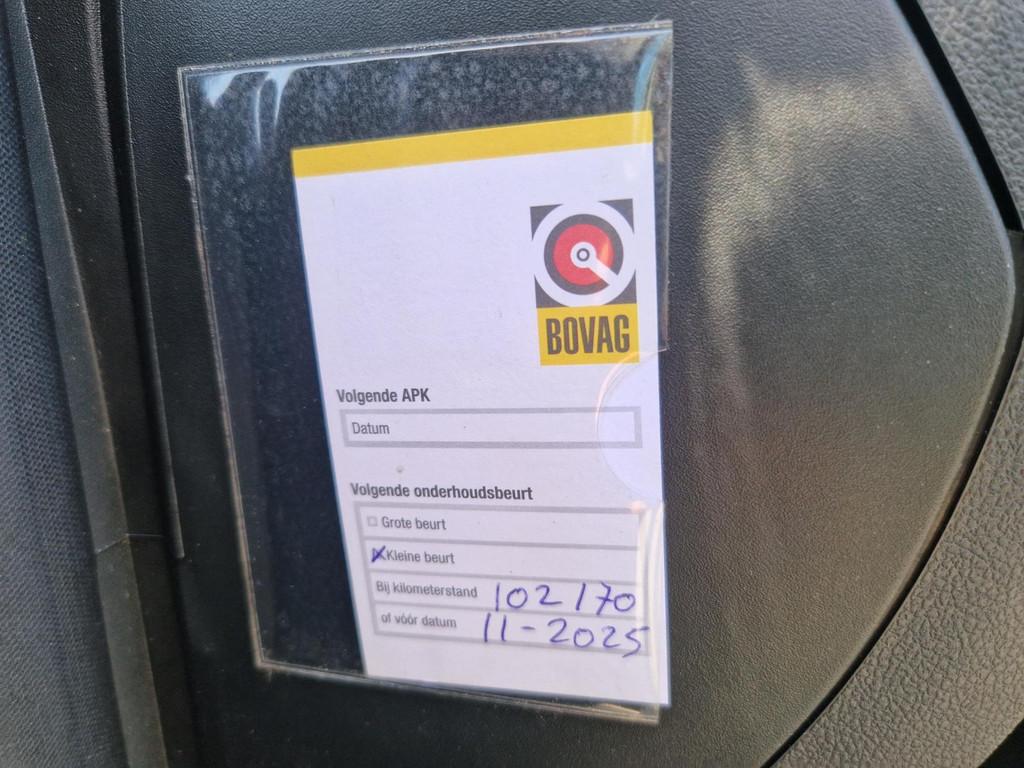 BOVAG
Volgende APK
Datum
Volgende onderhoudsbeurt
Grote beurt
Kleine beurt
Bij kilometerstand 102170
of vóór datum 11-2025